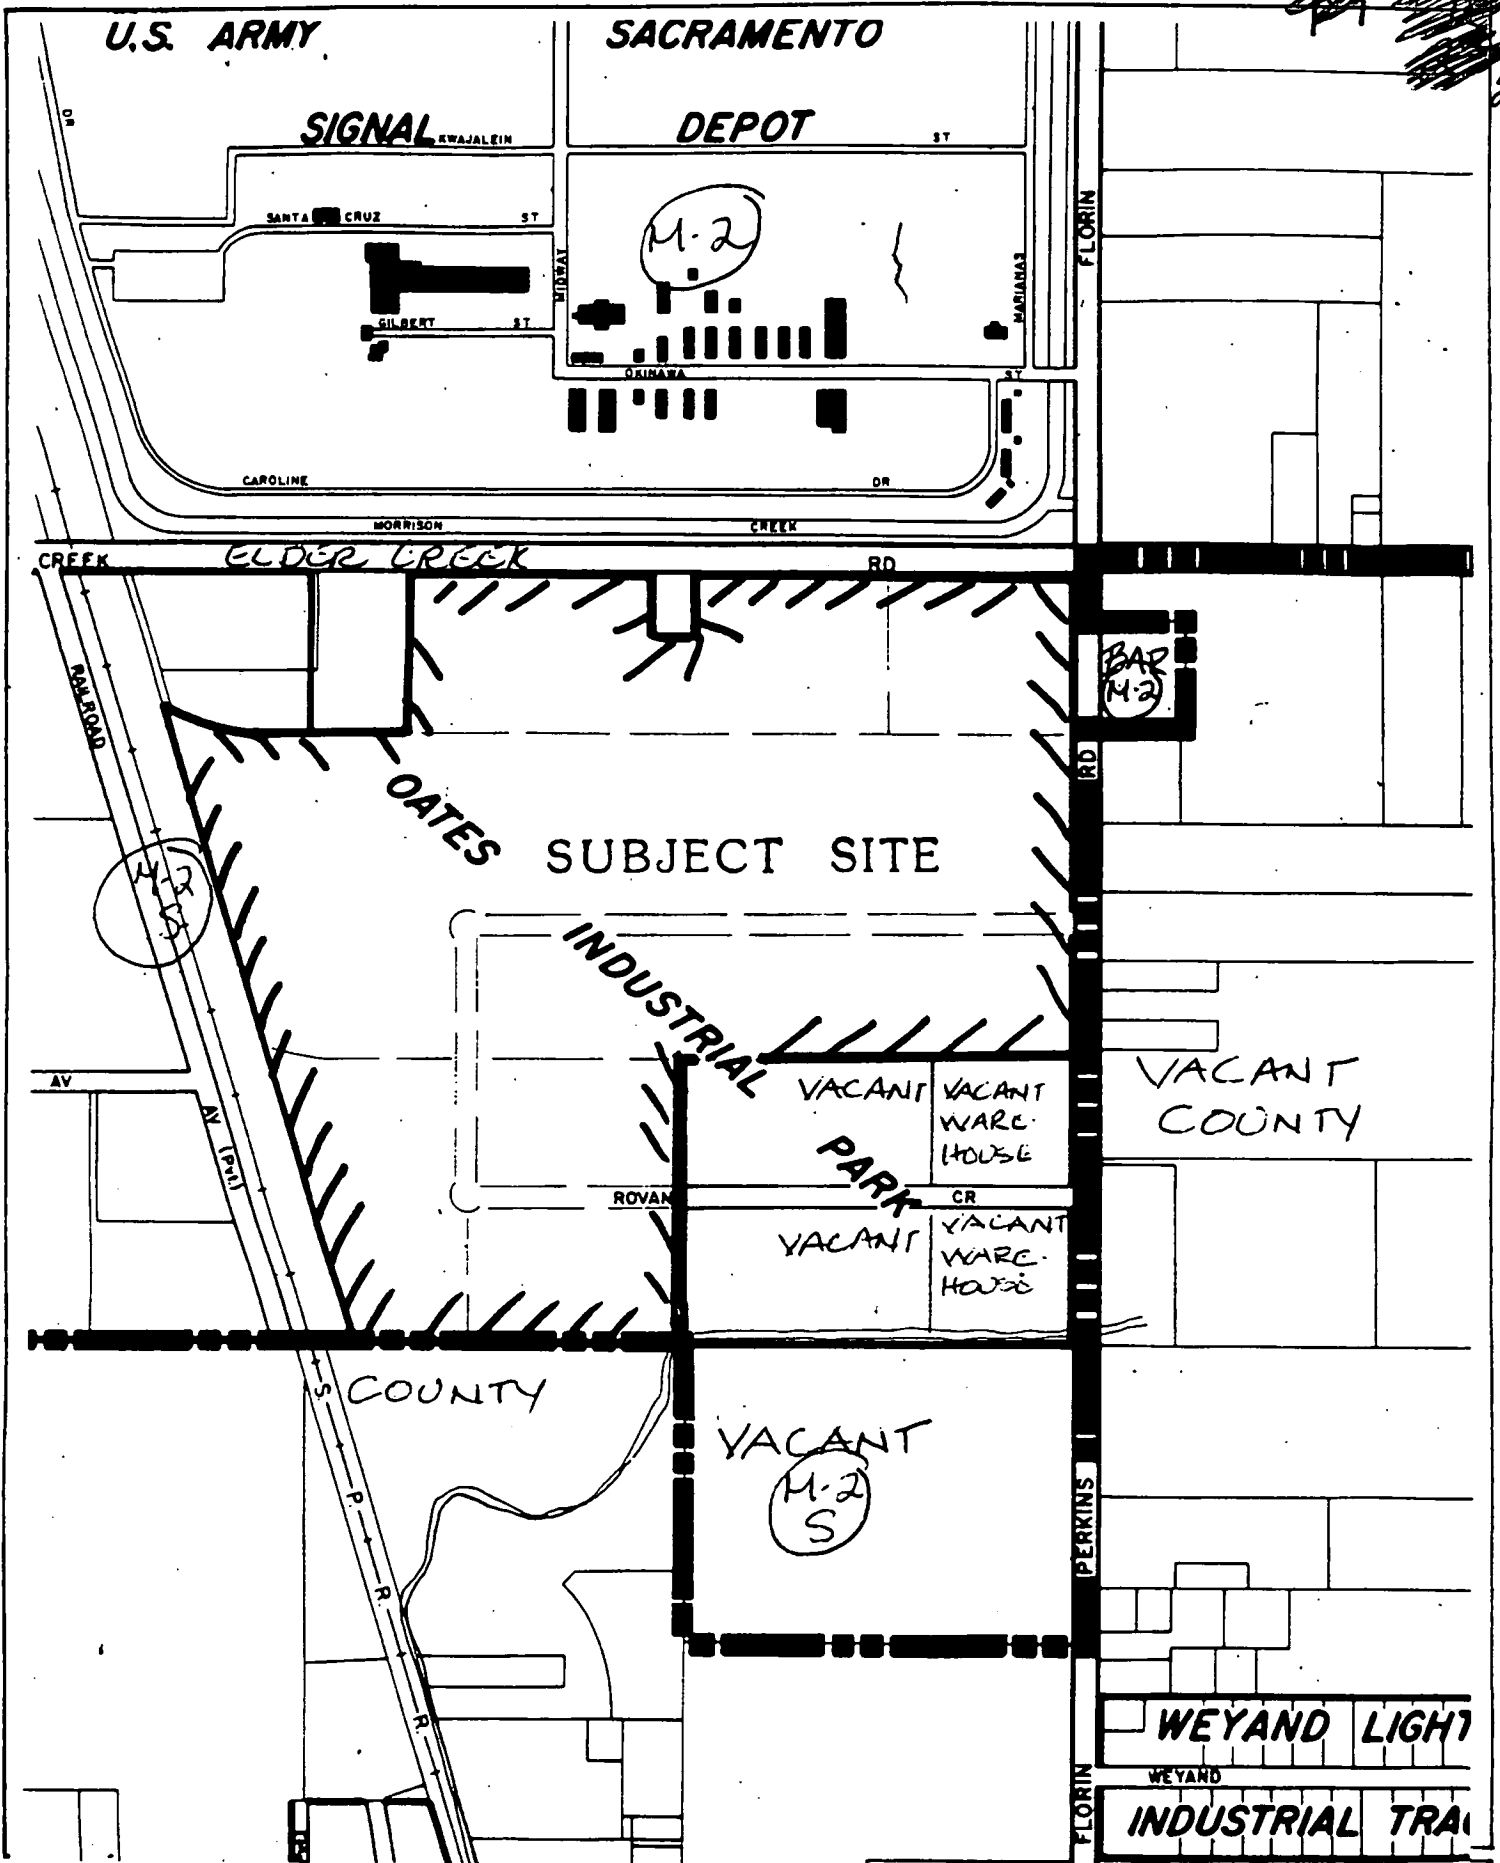 U.S. ARMY SACRAMENTO
SIGNAL DEPOT
DR
KWAJALEIN ST
SANTA CRUZ ST
M-2
FLORIN
MIDWAY
MARIANAS
GILBERT ST
OKINAWA ST
CAROLINE DR
MORRISON CREEK
CREEK ELDER CREEK RD
RAILROAD
BAR
M-2
RD
OATES
SUBJECT SITE
M-2
S
INDUSTRIAL
AV
VACANT
VACANT
WARE-
HOUSE
VACANT
COUNTY
AV (Pvt.)
PARK
ROVAN CR
VACANT
VACANT
WARE-
HOUSE
S. P. R. R.
COUNTY
VACANT
M-2
S
PERKINS
WEYAND LIGHT
WEYAND
FLORIN
INDUSTRIAL